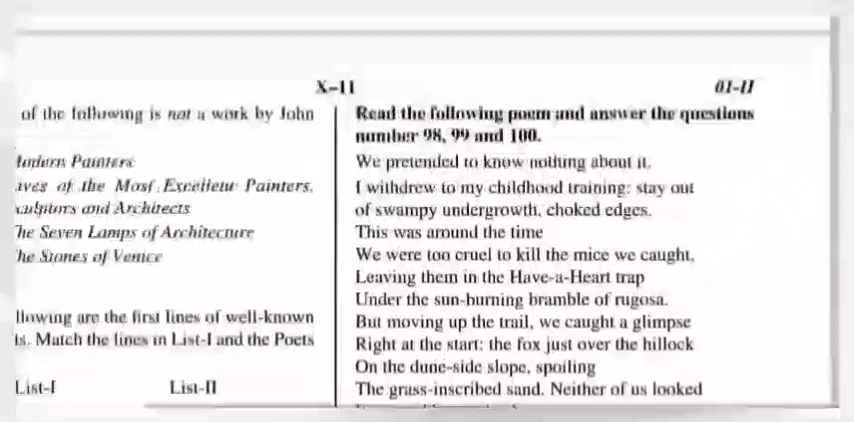 X–11
01-II
of the following is not a work by John
Modern Painters
aves of the Most Excellent Painters,
culptors and Architects
The Seven Lamps of Architecture
The Stones of Venice
llowing are the first lines of well-known
ts. Match the lines in List-I and the Poets
List-I List-II
Read the following poem and answer the questions
number 98, 99 and 100.
We pretended to know nothing about it.
I withdrew to my childhood training: stay out
of swampy undergrowth, choked edges.
This was around the time
We were too cruel to kill the mice we caught,
Leaving them in the Have-a-Heart trap
Under the sun-burning bramble of rugosa.
But moving up the trail, we caught a glimpse
Right at the start: the fox just over the hillock
On the dune-side slope, spoiling
The grass-inscribed sand. Neither of us looked